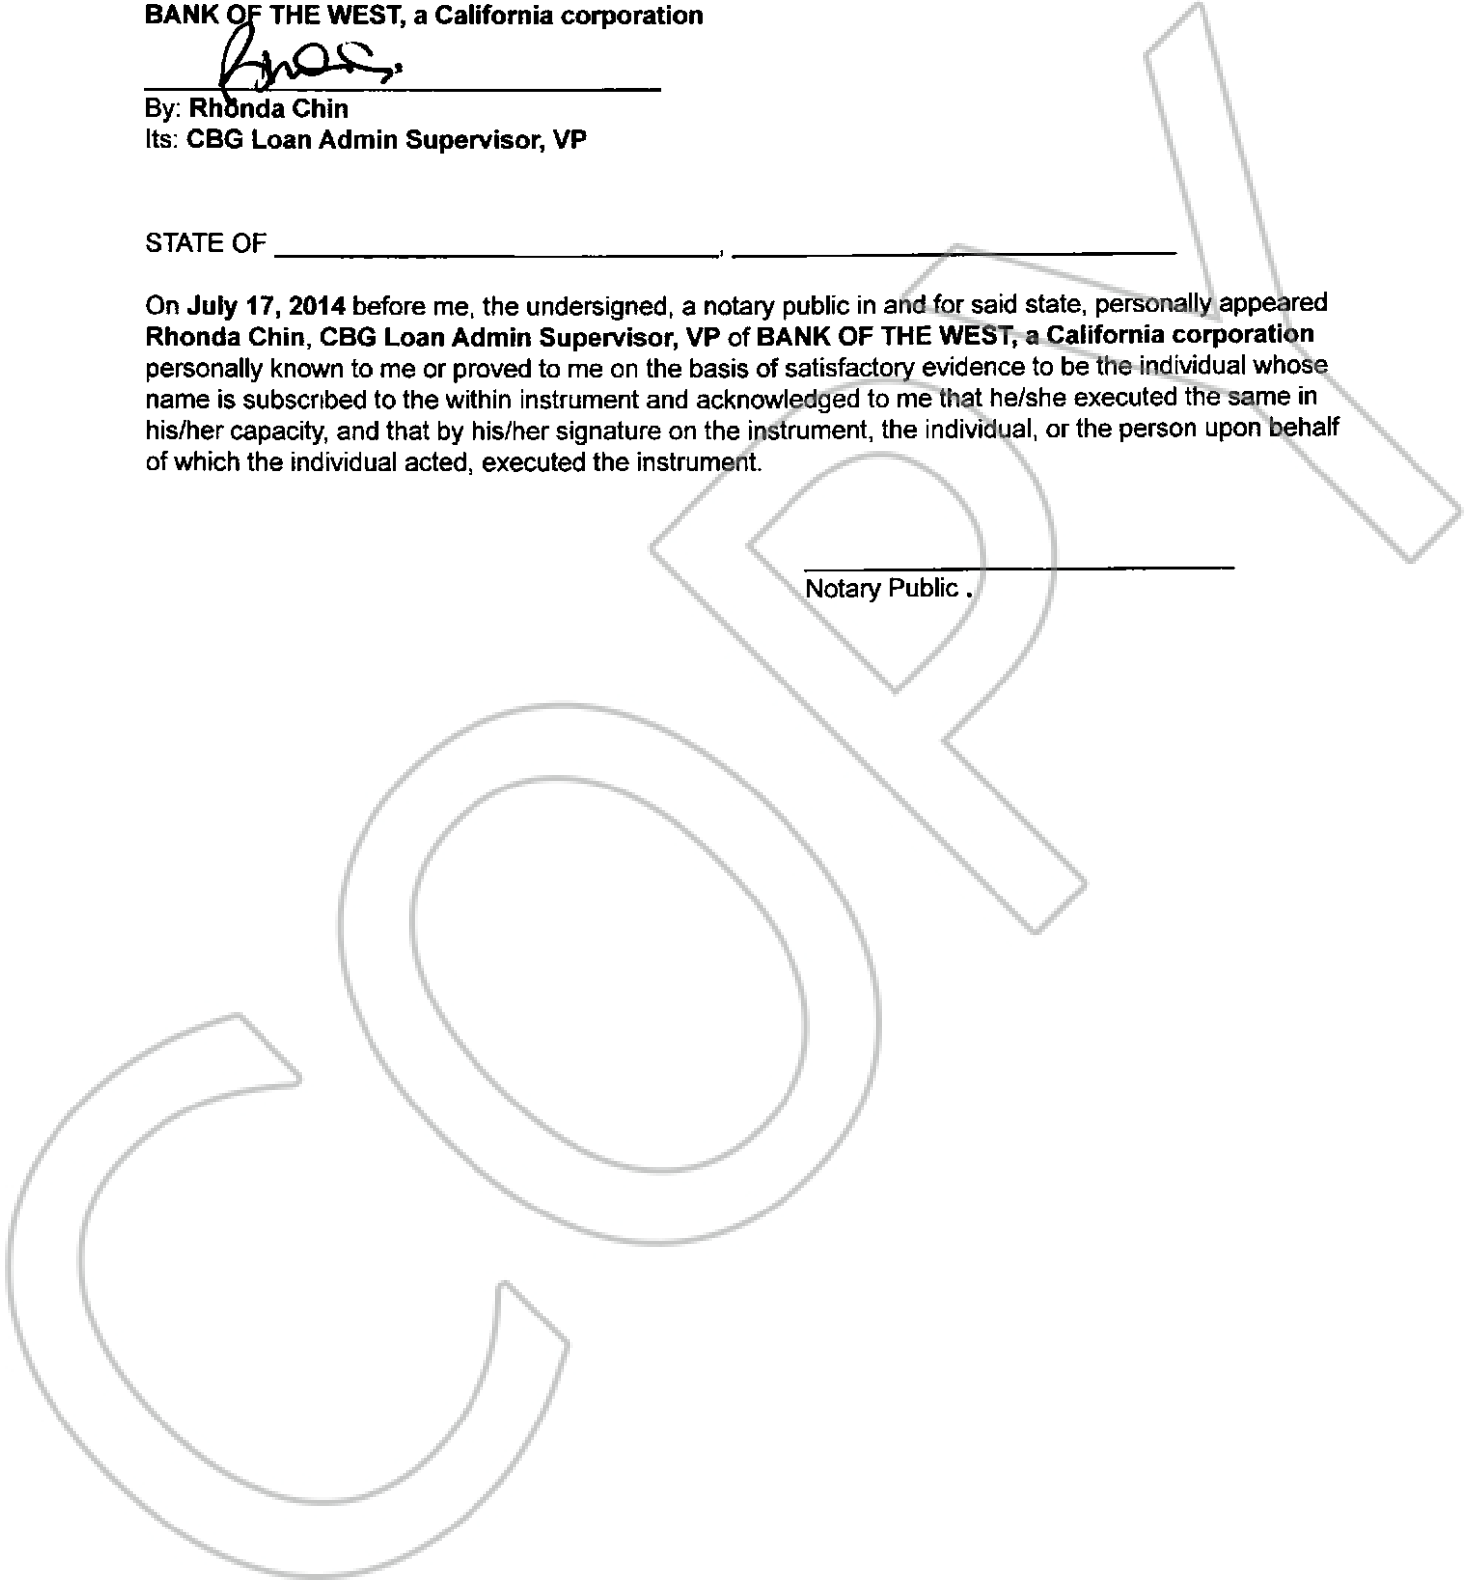 BANK OF THE WEST, a California corporation
By: Rhonda Chin
Its: CBG Loan Admin Supervisor, VP
STATE OF ,
On July 17, 2014 before me, the undersigned, a notary public in and for said state, personally appeared
Rhonda Chin, CBG Loan Admin Supervisor, VP of BANK OF THE WEST, a California corporation
personally known to me or proved to me on the basis of satisfactory evidence to be the individual whose
name is subscribed to the within instrument and acknowledged to me that he/she executed the same in
his/her capacity, and that by his/her signature on the instrument, the individual, or the person upon behalf
of which the individual acted, executed the instrument.
Notary Public .
COPY